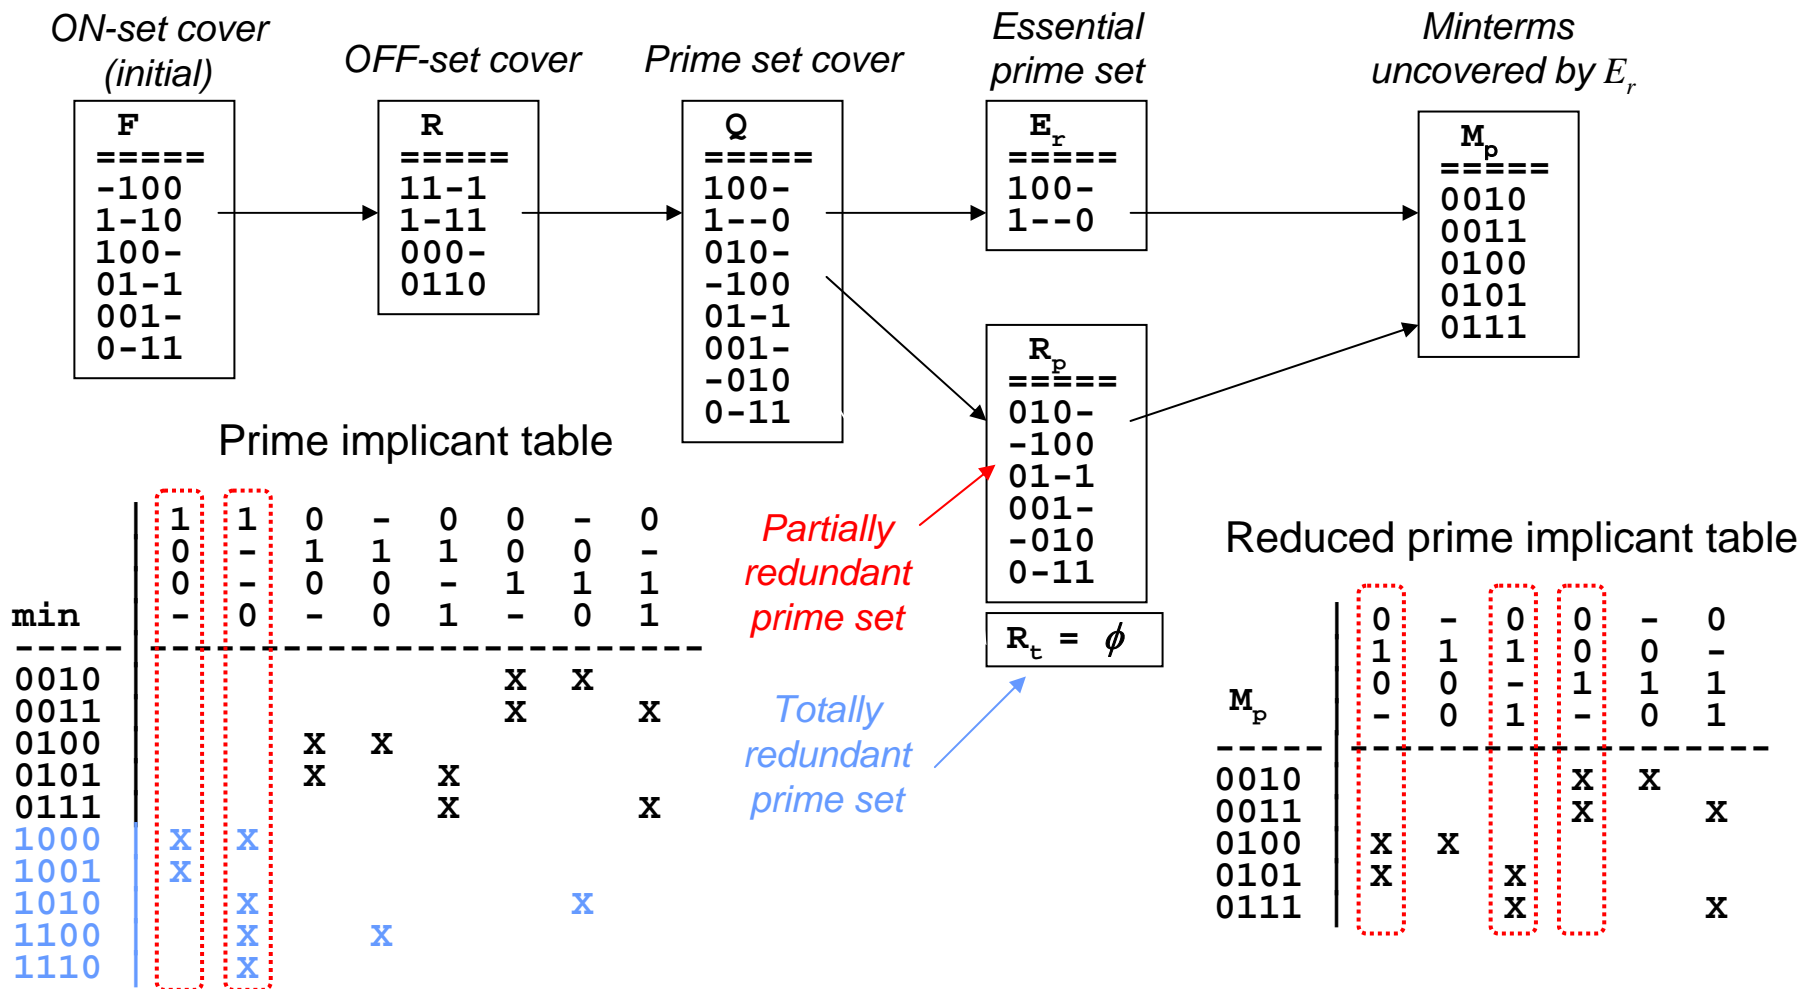 ON-set cover
(initial)
OFF-set cover
Prime set cover
Essential
prime set
Minterms
uncovered by E_r
F
=====
-100
1-10
100-
01-1
001-
0-11
R
=====
11-1
1-11
000-
0110
Q
=====
100-
1--0
010-
-100
01-1
001-
-010
0-11
E_r
=====
100-
1--0
M_p
=====
0010
0011
0100
0101
0111
R_p
=====
010-
-100
01-1
001-
-010
0-11
R_t = ϕ
Partially
redundant
prime set
Totally
redundant
prime set
Prime implicant table
1 1 0 - 0 0 - 0
0 - 1 1 1 0 0 -
0 - 0 0 - 1 1 1
min - 0 - 0 1 - 0 1
0010 X X
0011 X X
0100 X X
0101 X X
0111 X X
1000 X X
1001 X
1010 X X
1100 X X
1110 X
Reduced prime implicant table
0 - 0 0 - 0
1 1 1 0 0 -
0 0 - 1 1 1
M_p - 0 1 - 0 1
0010 X X
0011 X X
0100 X X
0101 X X
0111 X X